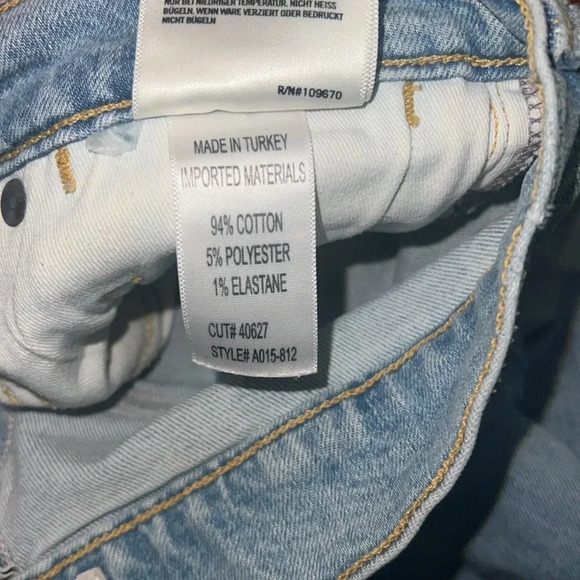 NUR BEI NIEDRIGER TEMPERATUR. NICHT HEISS
BÜGELN. WENN WARE VERZIERT ODER BEDRUCKT
NICHT BÜGELN
R/N#109670
MADE IN TURKEY
IMPORTED MATERIALS
94% COTTON
5% POLYESTER
1% ELASTANE
CUT# 40627
STYLE# A015-812